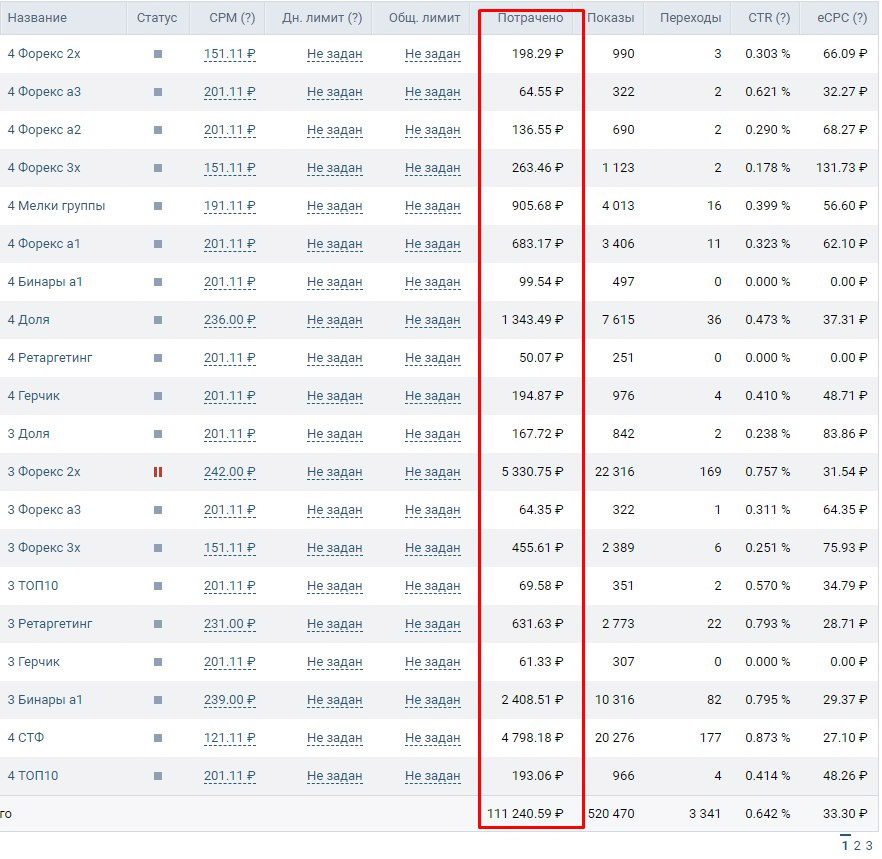 Название Статус CPM (?) Дн. лимит (?) Общ. лимит Потрачено Показы Переходы CTR (?) eCPC (?)
4 Форекс 2х 151.11 ₽ Не задан Не задан 198.29 ₽ 990 3 0.303 % 66.09 ₽
4 Форекс а3 201.11 ₽ Не задан Не задан 64.55 ₽ 322 2 0.621 % 32.27 ₽
4 Форекс а2 201.11 ₽ Не задан Не задан 136.55 ₽ 690 2 0.290 % 68.27 ₽
4 Форекс 3х 151.11 ₽ Не задан Не задан 263.46 ₽ 1 123 2 0.178 % 131.73 ₽
4 Мелки группы 191.11 ₽ Не задан Не задан 905.68 ₽ 4 013 16 0.399 % 56.60 ₽
4 Форекс а1 201.11 ₽ Не задан Не задан 683.17 ₽ 3 406 11 0.323 % 62.10 ₽
4 Бинары а1 201.11 ₽ Не задан Не задан 99.54 ₽ 497 0 0.000 % 0.00 ₽
4 Доля 236.00 ₽ Не задан Не задан 1 343.49 ₽ 7 615 36 0.473 % 37.31 ₽
4 Ретаргетинг 201.11 ₽ Не задан Не задан 50.07 ₽ 251 0 0.000 % 0.00 ₽
4 Герчик 201.11 ₽ Не задан Не задан 194.87 ₽ 976 4 0.410 % 48.71 ₽
3 Доля 201.11 ₽ Не задан Не задан 167.72 ₽ 842 2 0.238 % 83.86 ₽
3 Форекс 2х 242.00 ₽ Не задан Не задан 5 330.75 ₽ 22 316 169 0.757 % 31.54 ₽
3 Форекс а3 201.11 ₽ Не задан Не задан 64.35 ₽ 322 1 0.311 % 64.35 ₽
3 Форекс 3х 151.11 ₽ Не задан Не задан 455.61 ₽ 2 389 6 0.251 % 75.93 ₽
3 ТОП10 201.11 ₽ Не задан Не задан 69.58 ₽ 351 2 0.570 % 34.79 ₽
3 Ретаргетинг 231.00 ₽ Не задан Не задан 631.63 ₽ 2 773 22 0.793 % 28.71 ₽
3 Герчик 201.11 ₽ Не задан Не задан 61.33 ₽ 307 0 0.000 % 0.00 ₽
3 Бинары а1 239.00 ₽ Не задан Не задан 2 408.51 ₽ 10 316 82 0.795 % 29.37 ₽
4 СТФ 121.11 ₽ Не задан Не задан 4 798.18 ₽ 20 276 177 0.873 % 27.10 ₽
4 ТОП10 201.11 ₽ Не задан Не задан 193.06 ₽ 966 4 0.414 % 48.26 ₽
го 111 240.59 ₽ 520 470 3 341 0.642 % 33.30 ₽
1 2 3